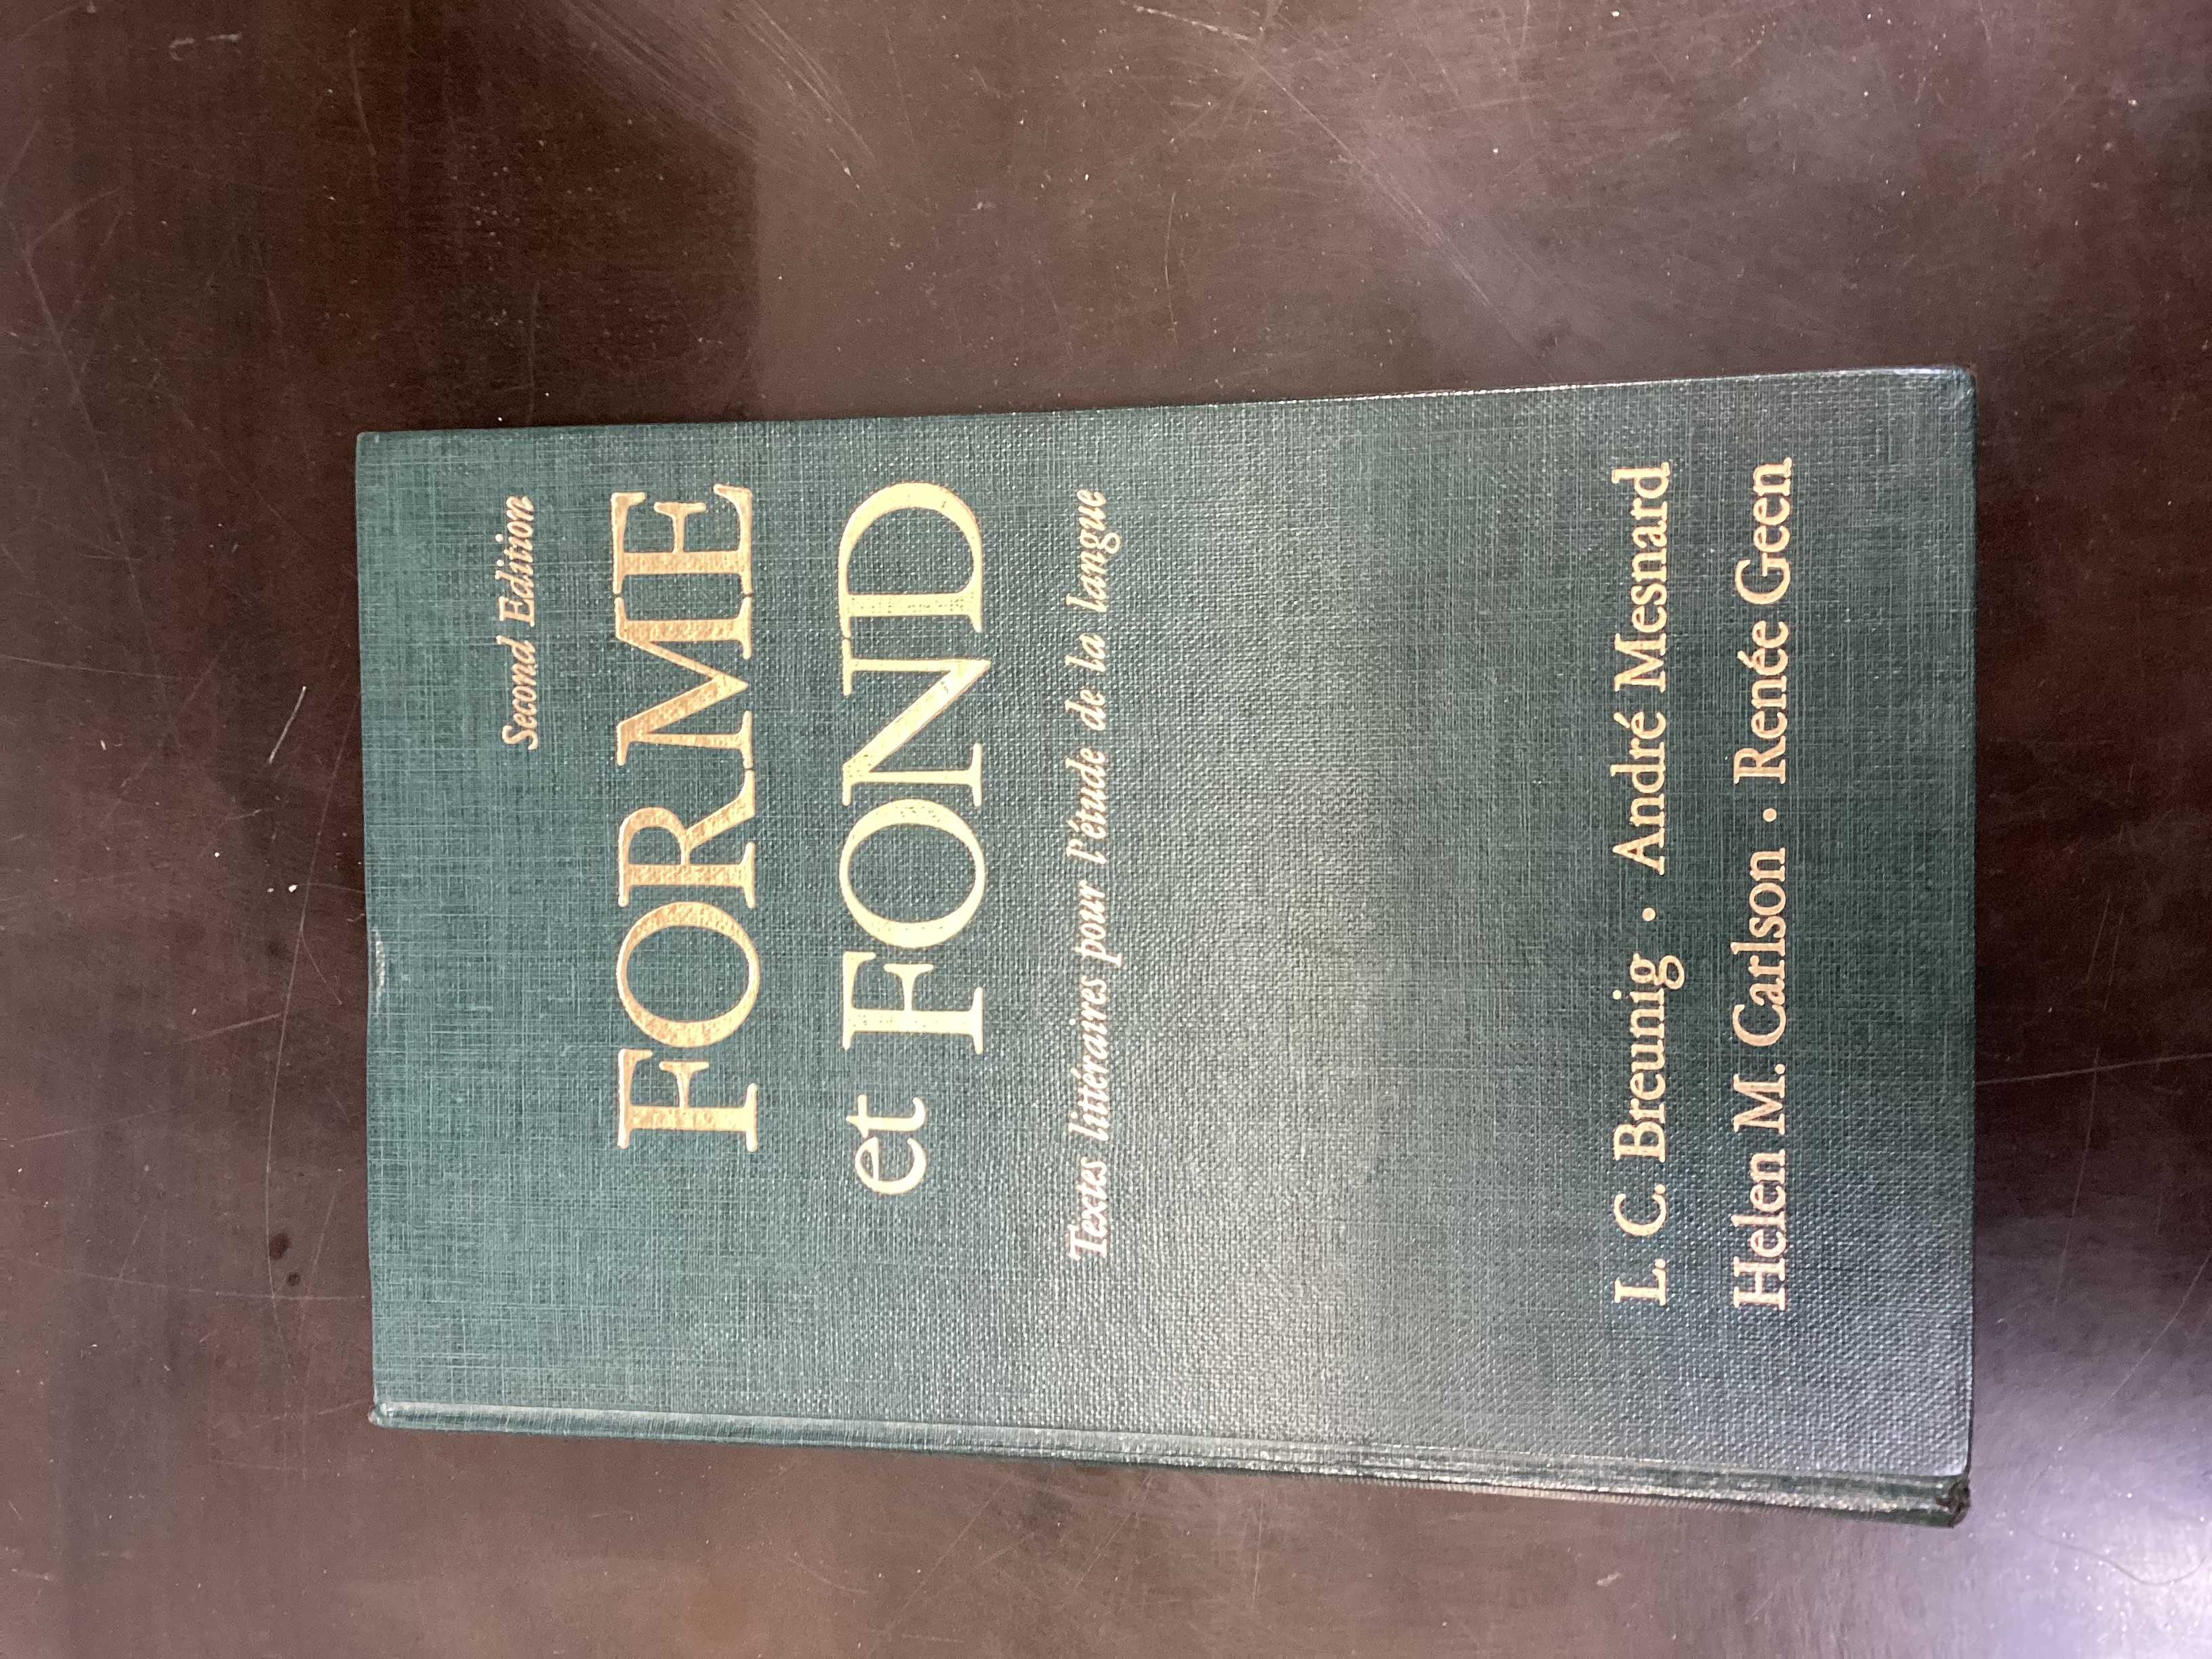 Second Edition
FORME
et FOND
Textes littéraires pour l'étude de la langue
L. C. Breunig · André Mesnard
Helen M. Carlson · Renée Geen